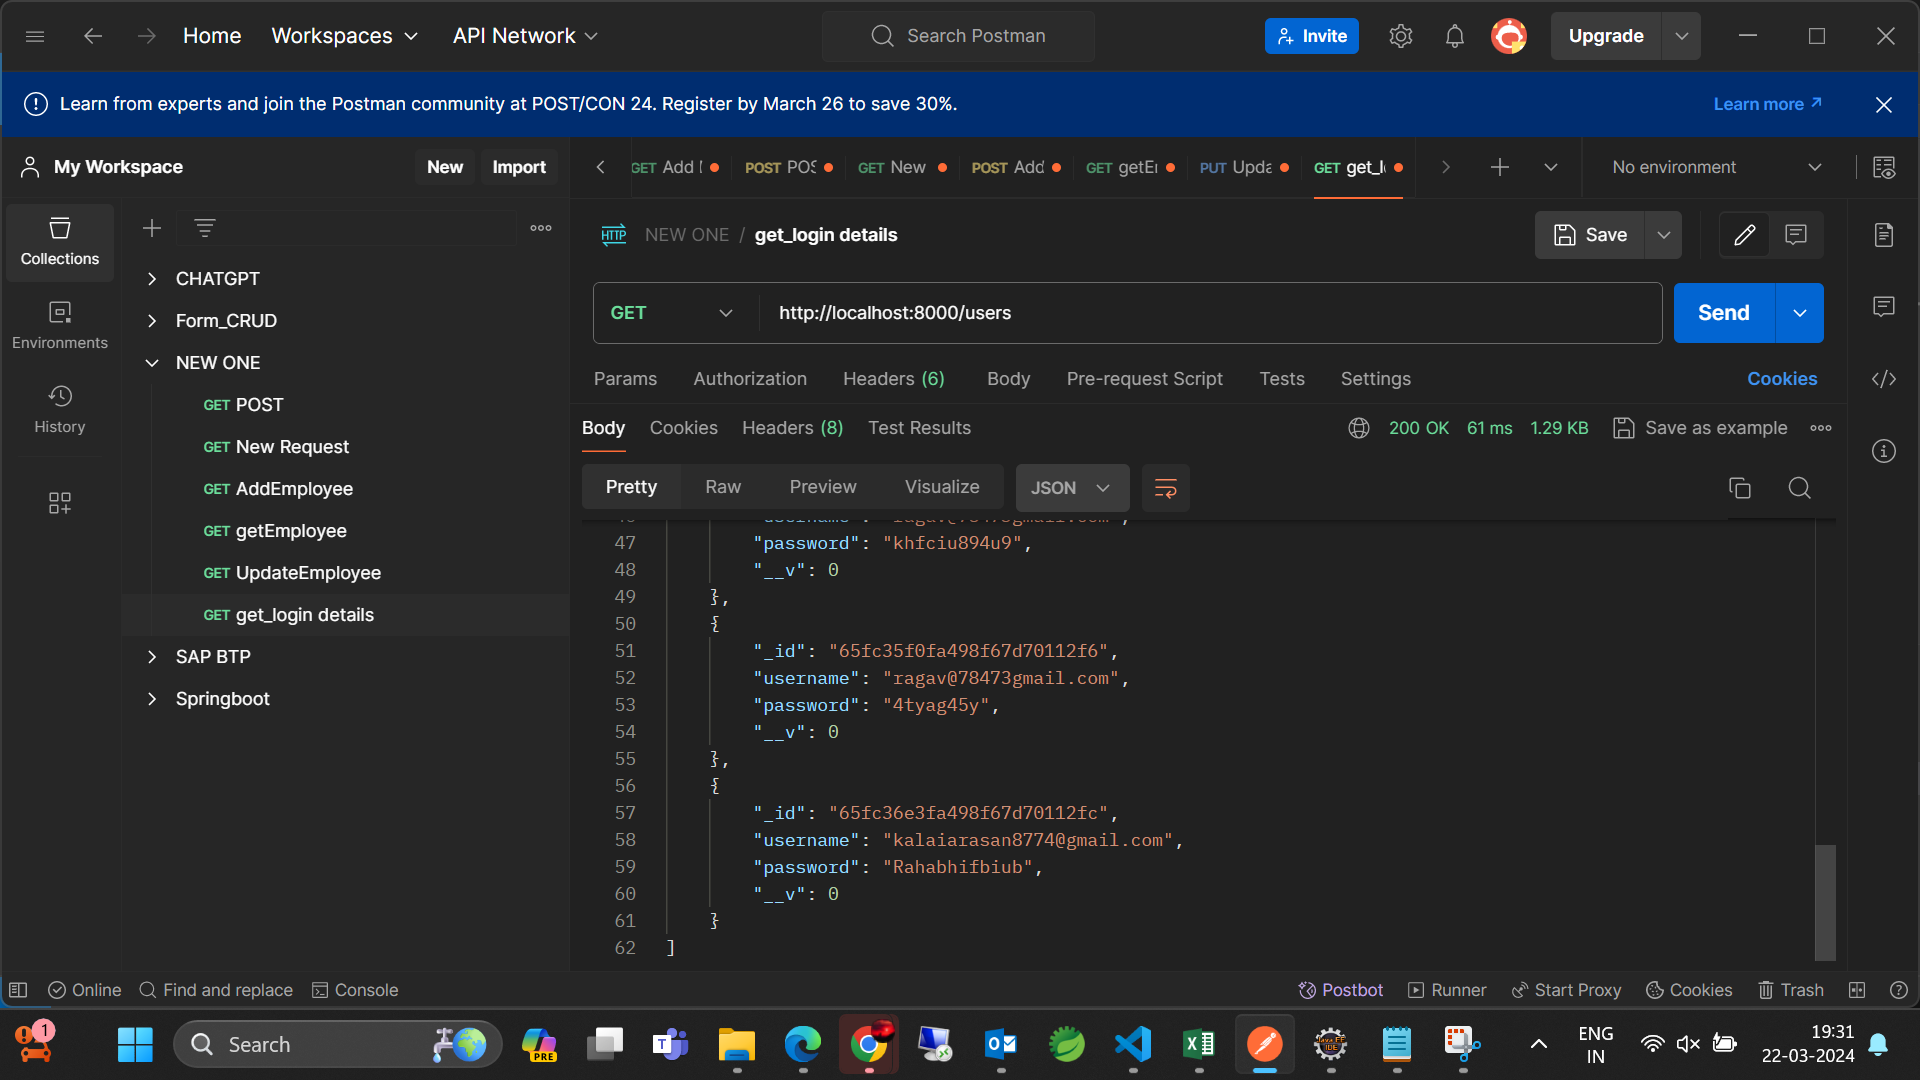 Home
Workspaces
API Network
Search Postman
Invite
Upgrade
Learn from experts and join the Postman community at POST/CON 24. Register by March 26 to save 30%.
Learn more
My Workspace
New
Import
GET Add
POST POS
GET New
POST Add
GET getEr
PUT Upda
GET get_l
No environment
Collections
Environments
History
CHATGPT
Form_CRUD
NEW ONE
GET POST
GET New Request
GET AddEmployee
GET getEmployee
GET UpdateEmployee
GET get_login details
SAP BTP
Springboot
HTTP NEW ONE / get_login details
Save
GET
http://localhost:8000/users
Send
Params
Authorization
Headers (6)
Body
Pre-request Script
Tests
Settings
Cookies
Body
Cookies
Headers (8)
Test Results
200 OK 61 ms 1.29 KB
Save as example
Pretty
Raw
Preview
Visualize
JSON
47 "password": "khfciu894u9",
48 "__v": 0
49 },
50 {
51 "_id": "65fc35f0fa498f67d70112f6",
52 "username": "ragav@78473gmail.com",
53 "password": "4tyag45y",
54 "__v": 0
55 },
56 {
57 "_id": "65fc36e3fa498f67d70112fc",
58 "username": "kalaiarasan8774@gmail.com",
59 "password": "Rahabhifbiub",
60 "__v": 0
61 }
62 ]
Online
Find and replace
Console
Postbot
Runner
Start Proxy
Cookies
Trash
1
Search
PRE
ENG
IN
19:31
22-03-2024